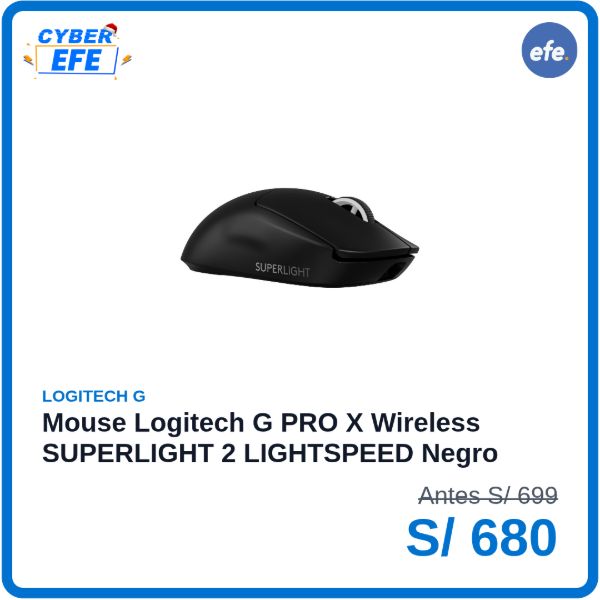 CYBER
EFE
efe.
SUPERLIGHT
LOGITECH G
Mouse Logitech G PRO X Wireless
SUPERLIGHT 2 LIGHTSPEED Negro
Antes S/ 699
S/ 680